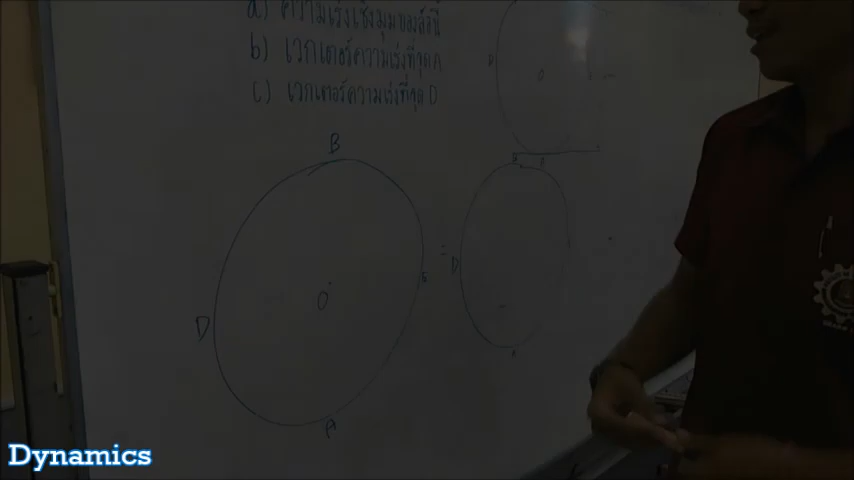 a) ความเร็วเชิงมุมของล้อนี้
b) เวกเตอร์ความเร็วที่จุด A
c) เวกเตอร์ความเร็วที่จุด D
D O
B
B
= D
O
D
A
A
Dynamics